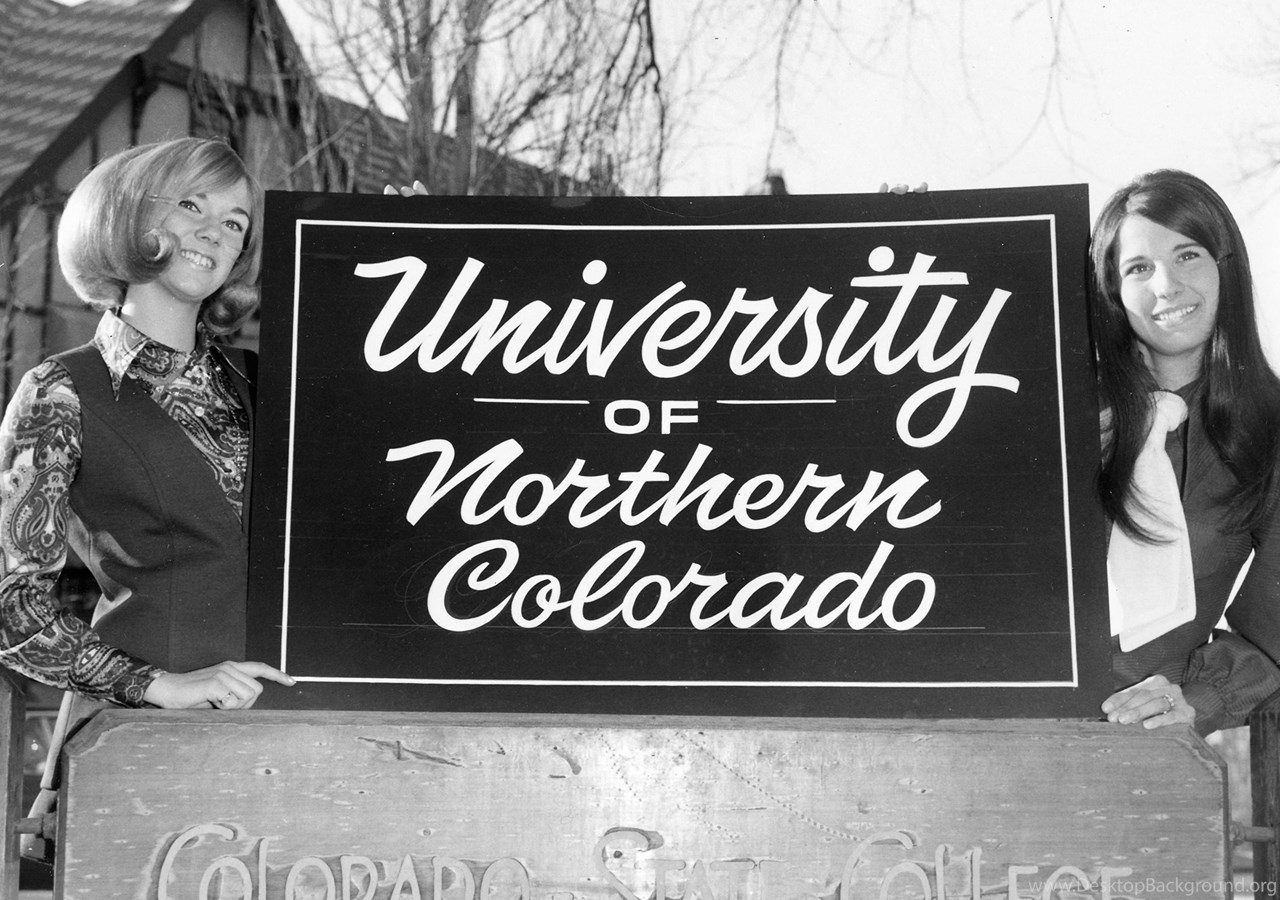 University
OF
Northern
Colorado
COLORADO STATE COLLEGE
www.DesktopBackground.org